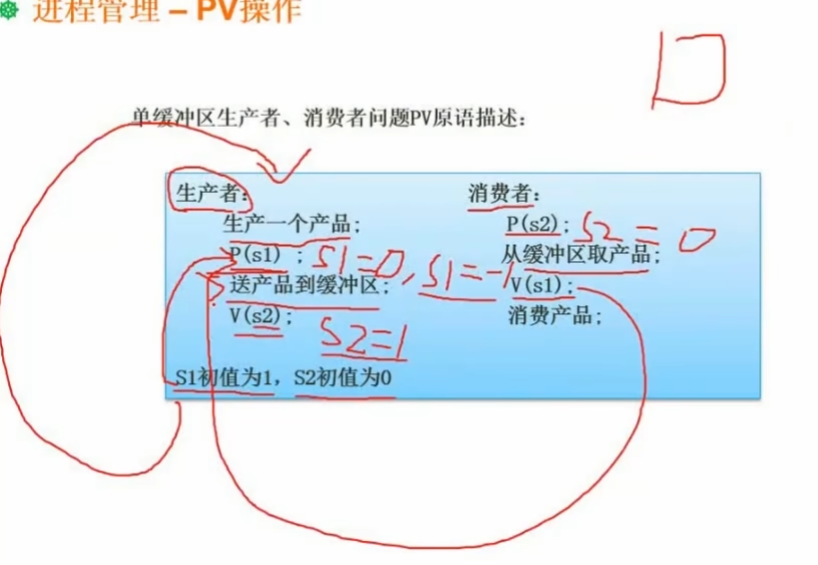 进程管理 – PV操作
单缓冲区生产者、消费者问题PV原语描述：
生产者：
生产一个产品;
P(s1) ; S1=0, S1=-1
送产品到缓冲区;
V(s2); S2=1
S1初值为1, S2初值为0
消费者：
P(s2); S2=0
从缓冲区取产品;
V(s1);
消费产品;